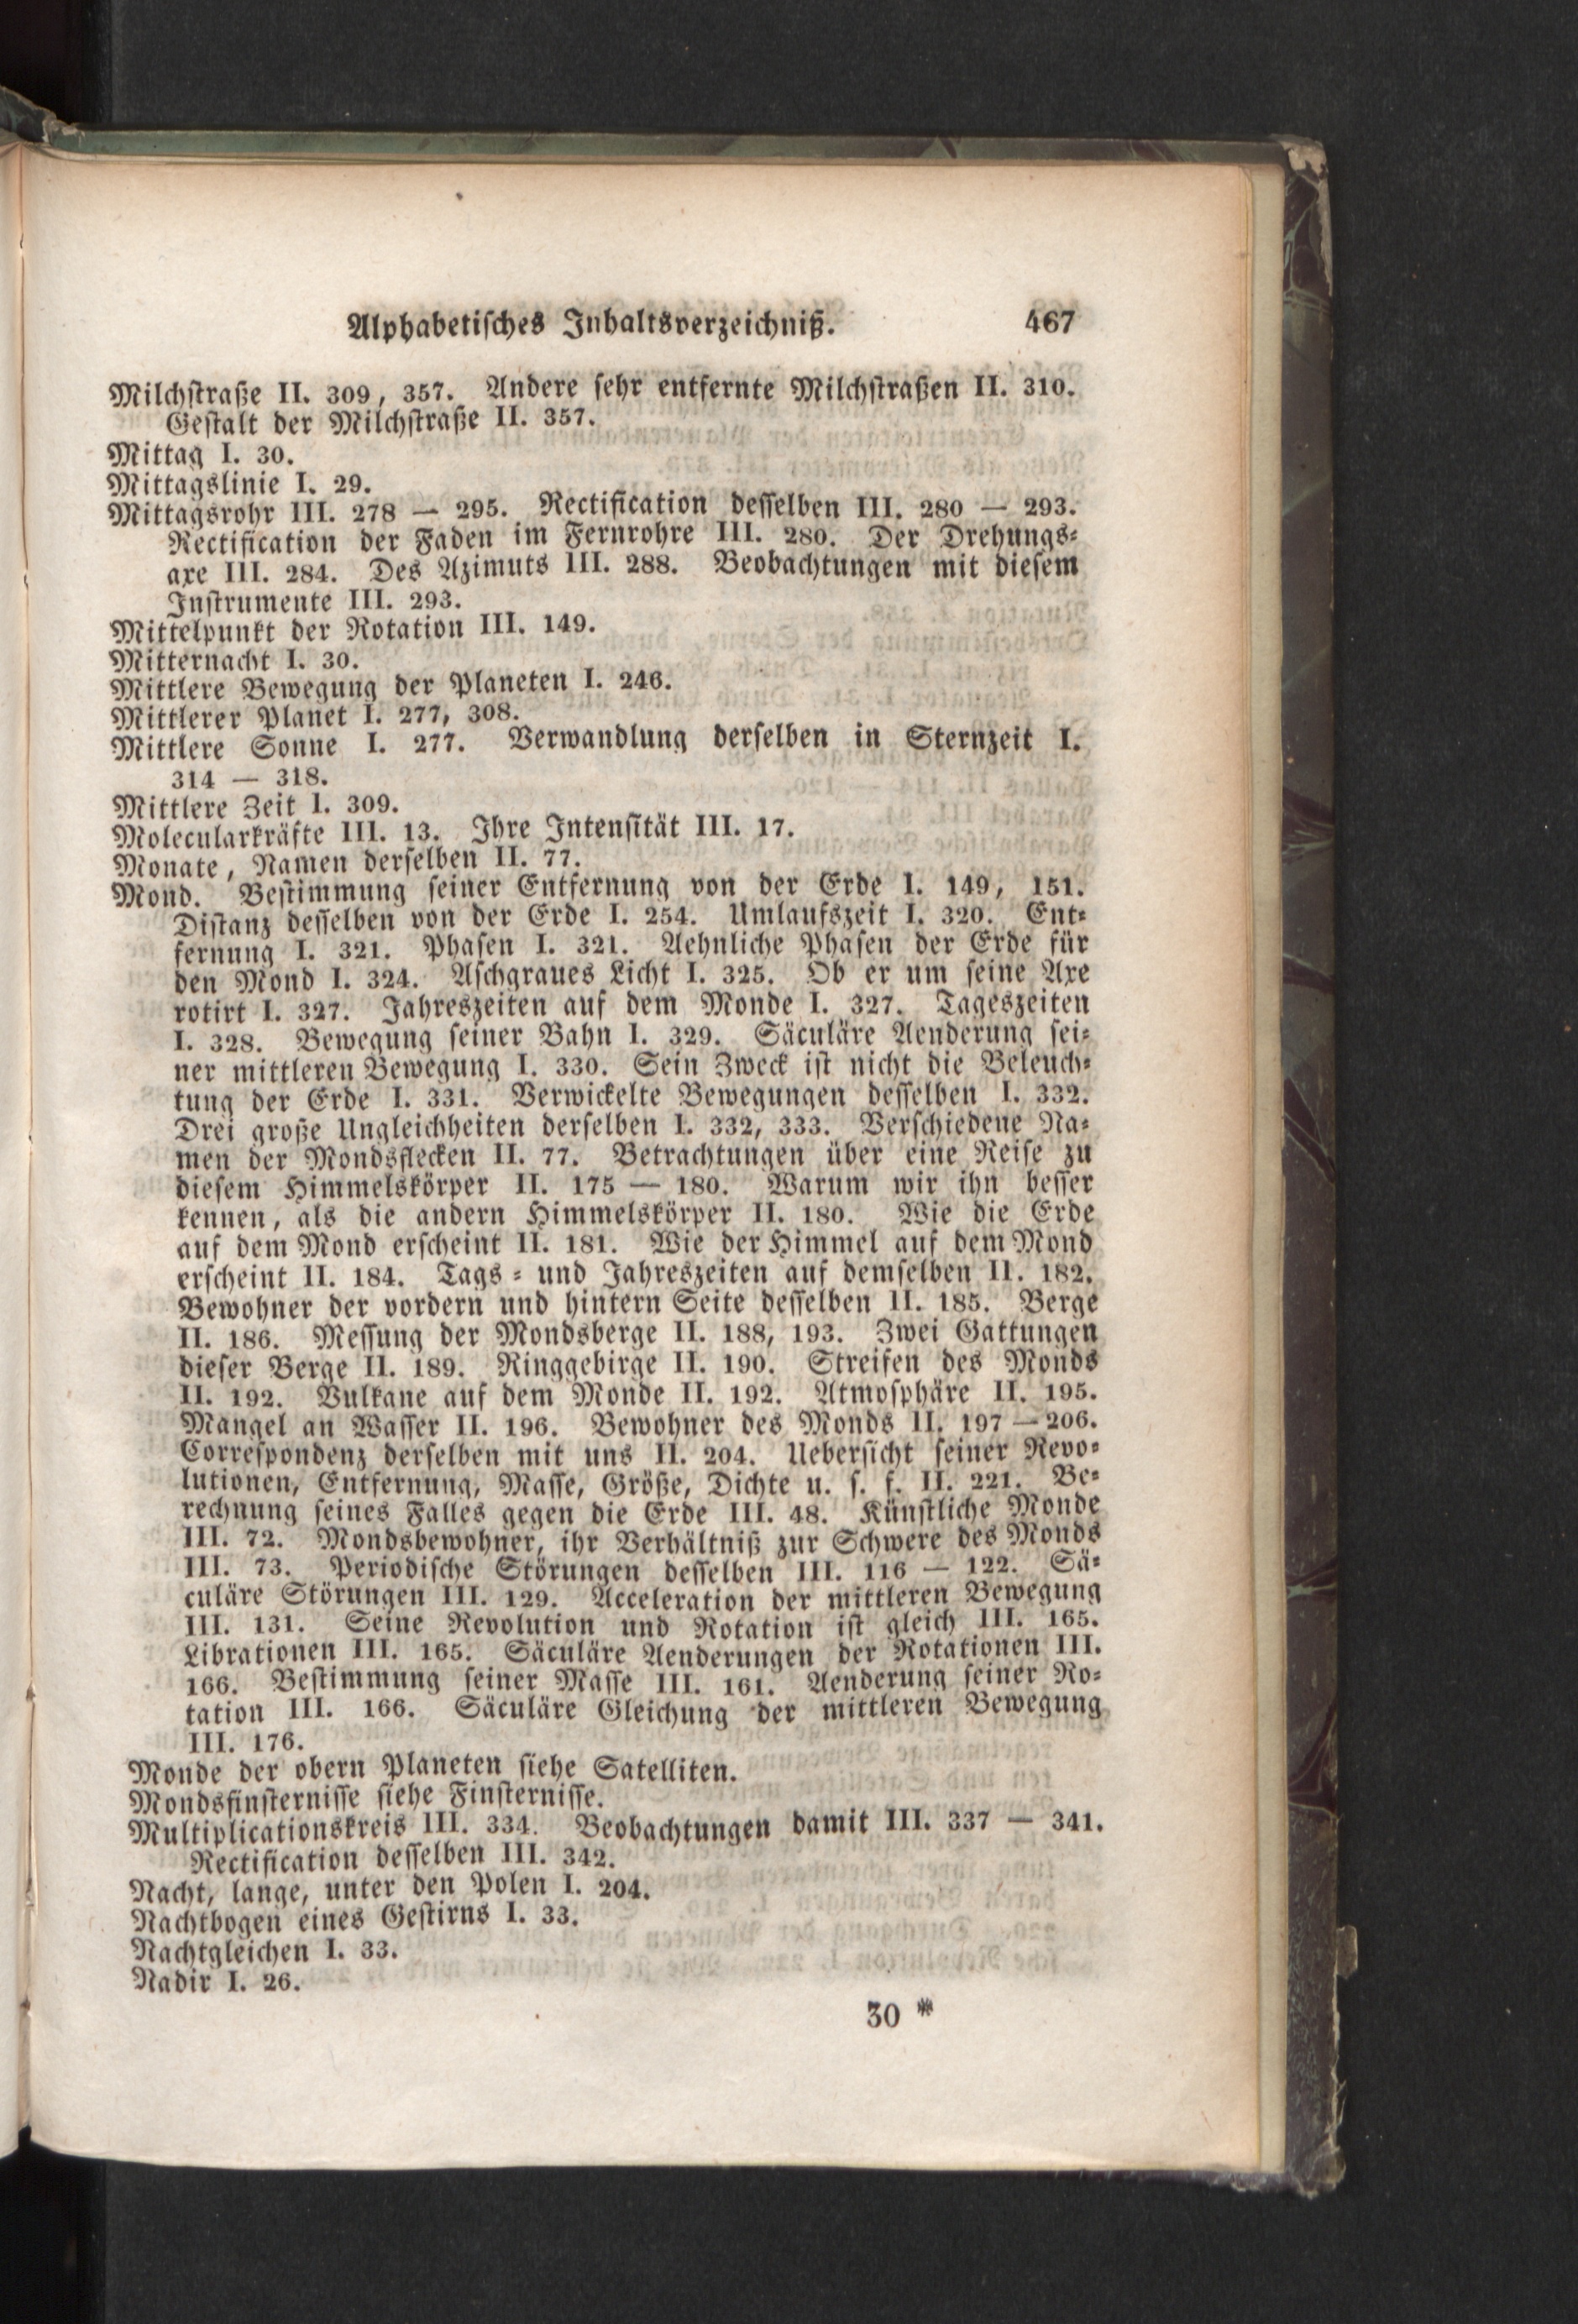 Alphabetisches Inhaltsverzeichniß. 467
Milchstraße II. 309, 357. Andere sehr entfernte Milchstraßen II. 310.
Gestalt der Milchstraße II. 357.
Mittag I. 30.
Mittagslinie I. 29.
Mittagsrohr III. 278 — 295. Rectification desselben III. 280 — 293.
Rectification der Faden im Fernrohre III. 280. Der Drehungs-
axe III. 284. Des Azimuts III. 288. Beobachtungen mit diesem
Instrumente III. 293.
Mittelpunkt der Rotation III. 149.
Mitternacht I. 30.
Mittlere Bewegung der Planeten I. 246.
Mittlerer Planet I. 277, 308.
Mittlere Sonne I. 277. Verwandlung derselben in Sternzeit I.
314 — 318.
Mittlere Zeit I. 309.
Molecularkräfte III. 13. Ihre Intensität III. 17.
Monate, Namen derselben II. 77.
Mond. Bestimmung seiner Entfernung von der Erde I. 149, 151.
Distanz desselben von der Erde I. 254. Umlaufszeit I. 320. Ent-
fernung I. 321. Phasen I. 321. Aehnliche Phasen der Erde für
den Mond I. 324. Aschgraues Licht I. 325. Ob er um seine Axe
rotirt I. 327. Jahreszeiten auf dem Monde I. 327. Tageszeiten
I. 328. Bewegung seiner Bahn I. 329. Säculäre Aenderung sei-
ner mittleren Bewegung I. 330. Sein Zweck ist nicht die Beleuch-
tung der Erde I. 331. Verwickelte Bewegungen desselben I. 332.
Drei große Ungleichheiten derselben I. 332, 333. Verschiedene Na-
men der Mondsflecken II. 77. Betrachtungen über eine Reise zu
diesem Himmelskörper II. 175 — 180. Warum wir ihn besser
kennen, als die andern Himmelskörper II. 180. Wie die Erde
auf dem Mond erscheint II. 181. Wie der Himmel auf dem Mond
erscheint II. 184. Tags- und Jahreszeiten auf demselben II. 182.
Bewohner der vordern und hintern Seite desselben II. 185. Berge
II. 186. Messung der Mondsberge II. 188, 193. Zwei Gattungen
dieser Berge II. 189. Ringgebirge II. 190. Streifen des Monds
II. 192. Vulkane auf dem Monde II. 192. Atmosphäre II. 195.
Mangel an Wasser II. 196. Bewohner des Monds II. 197 — 206.
Correspondenz derselben mit uns II. 204. Uebersicht seiner Revo-
lutionen, Entfernung, Masse, Größe, Dichte u. s. f. II. 221. Be-
rechnung seines Falles gegen die Erde III. 48. Künstliche Monde
III. 72. Mondsbewohner, ihr Verhältniß zur Schwere des Monds
III. 73. Periodische Störungen desselben III. 116 — 122. Sä-
culäre Störungen III. 129. Acceleration der mittleren Bewegung
III. 131. Seine Revolution und Rotation ist gleich III. 165.
Librationen III. 165. Säculäre Aenderungen der Rotationen III.
166. Bestimmung seiner Masse III. 161. Aenderung seiner Ro-
tation III. 166. Säculäre Gleichung der mittleren Bewegung
III. 176.
Monde der obern Planeten siehe Satelliten.
Mondsfinsternisse siehe Finsternisse.
Multiplicationskreis III. 334. Beobachtungen damit III. 337 — 341.
Rectification desselben III. 342.
Nacht, lange, unter den Polen I. 204.
Nachtbogen eines Gestirns I. 33.
Nachtgleichen I. 33.
Nadir I. 26.
30 *